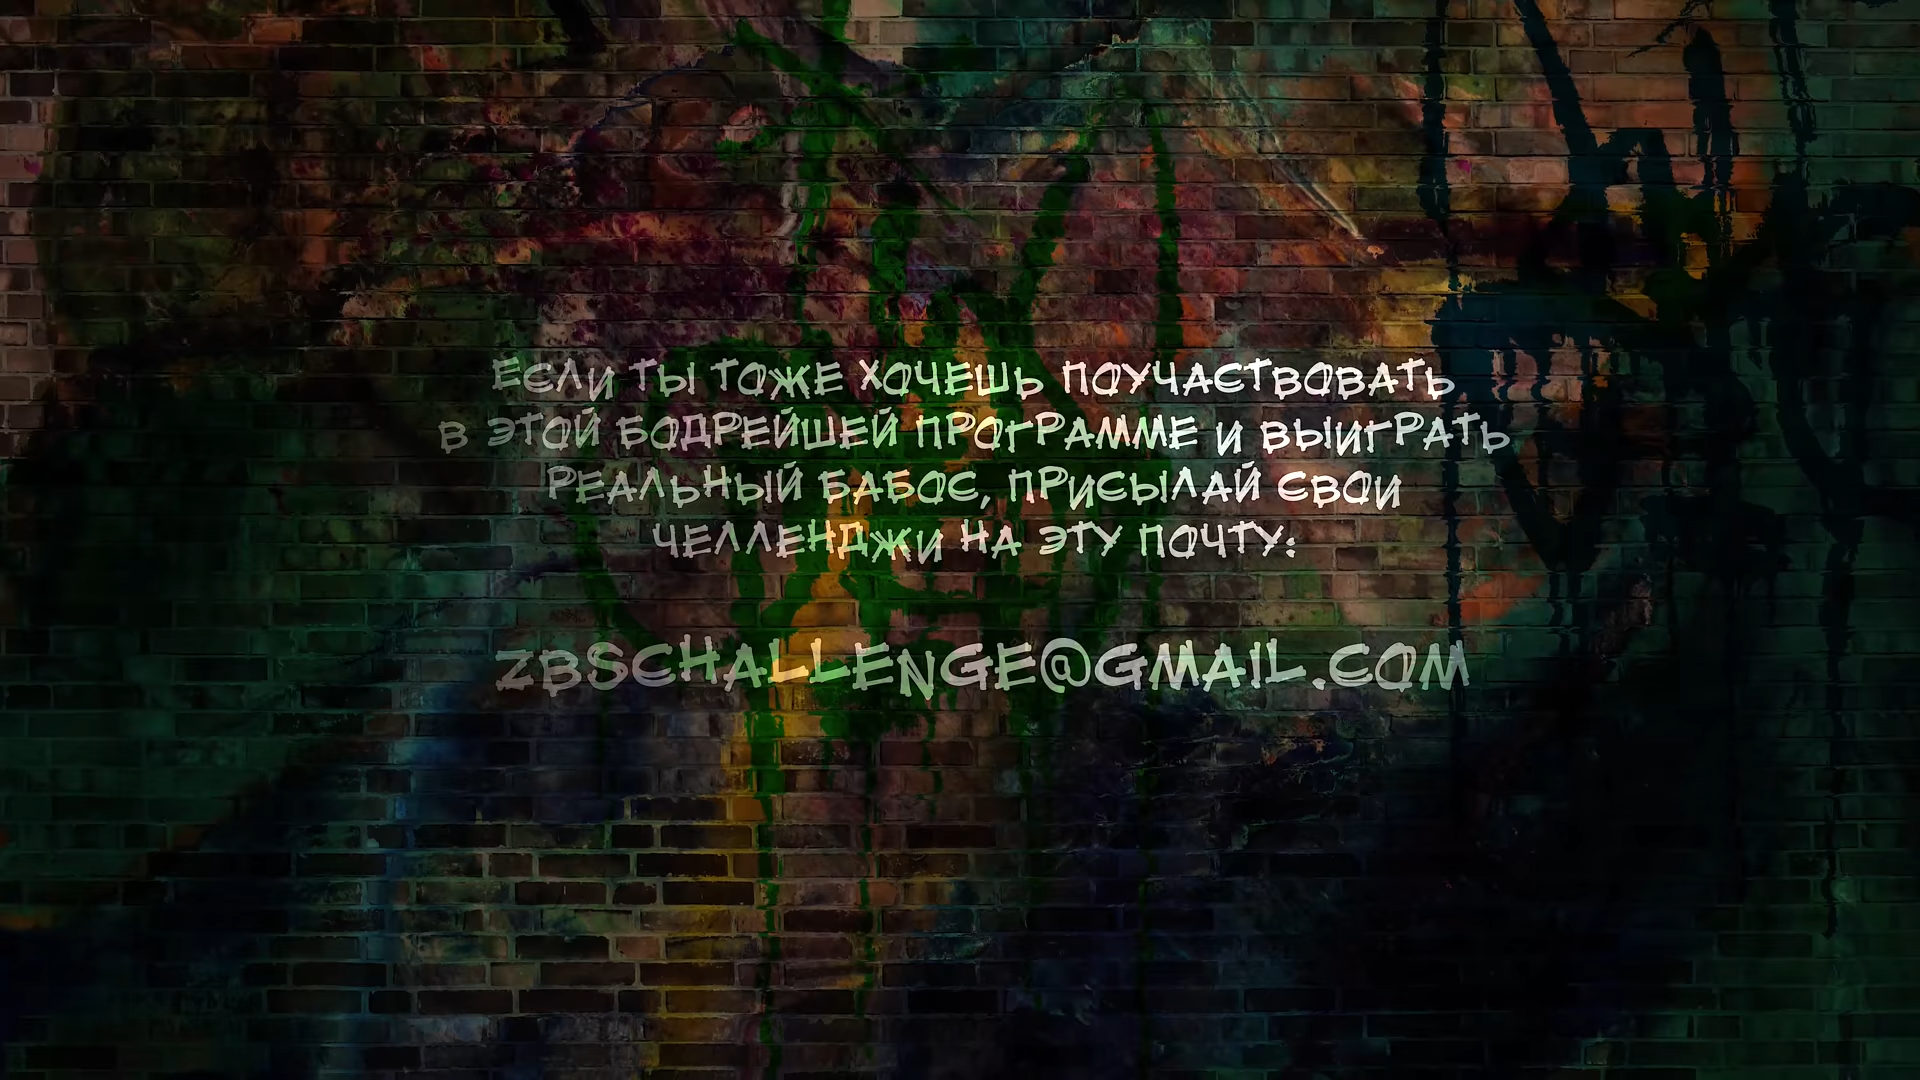 Если ты тоже хочешь поучаствовать
в этой бодрейшей программе и выиграть
реальный бабос, присылай свои
челленджи на эту почту:
ZBSCHALLENGE@GMAIL.COM